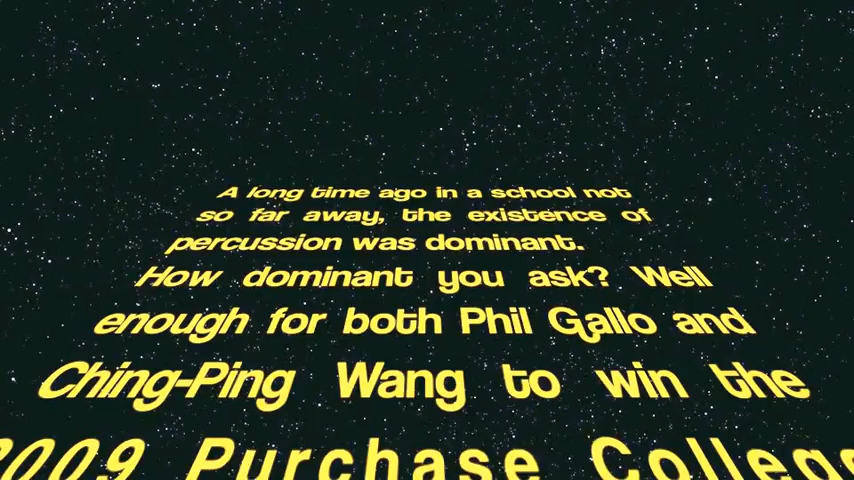 A long time ago in a school not
so far away, the existence of
percussion was dominant.
How dominant you ask? Well
enough for both Phil Gallo and
Ching-Ping Wang to win the
2009 Purchase College